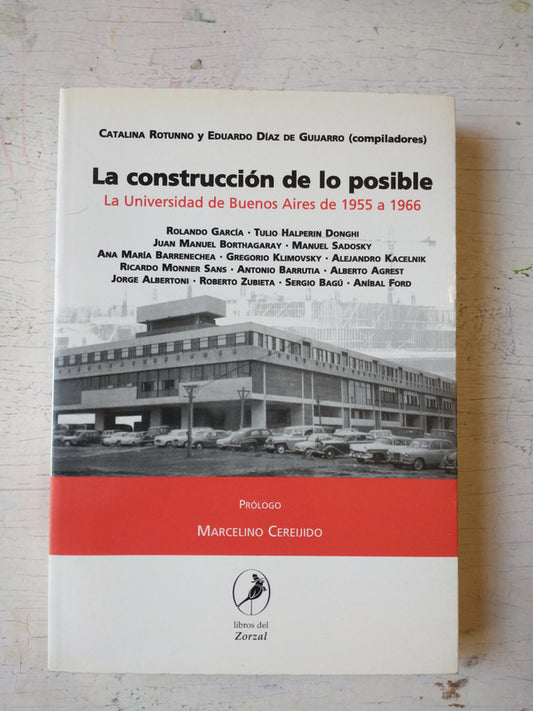 CATALINA ROTUNNO Y EDUARDO DÍAZ DE GUIJARRO (compiladores)
La construcción de lo posible
La Universidad de Buenos Aires de 1955 a 1966
ROLANDO GARCÍA · TULIO HALPERIN DONGHI
JUAN MANUEL BORTHAGARAY · MANUEL SADOSKY
ANA MARÍA BARRENECHEA · GREGORIO KLIMOVSKY · ALEJANDRO KACELNIK
RICARDO MONNER SANS · ANTONIO BARRUTIA · ALBERTO AGREST
JORGE ALBERTONI · ROBERTO ZUBIETA · SERGIO BAGÚ · ANÍBAL FORD
PRÓLOGO
MARCELINO CEREIJIDO
libros del
Zorzal